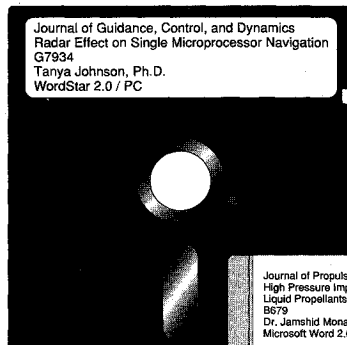 Journal of Guidance, Control, and Dynamics
Radar Effect on Single Microprocessor Navigation
G7934
Tanya Johnson, Ph.D.
WordStar 2.0 / PC
Journal of Propuls
High Pressure Imp
Liquid Propellants
B679
Dr. Jamshid Mona
Microsoft Word 2.